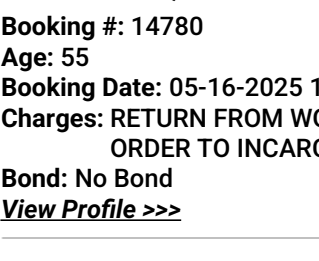 Booking #: 14780
Age: 55
Booking Date: 05-16-2025 1
Charges: RETURN FROM
ORDER TO
Bond: No Bond
View Profile >>>